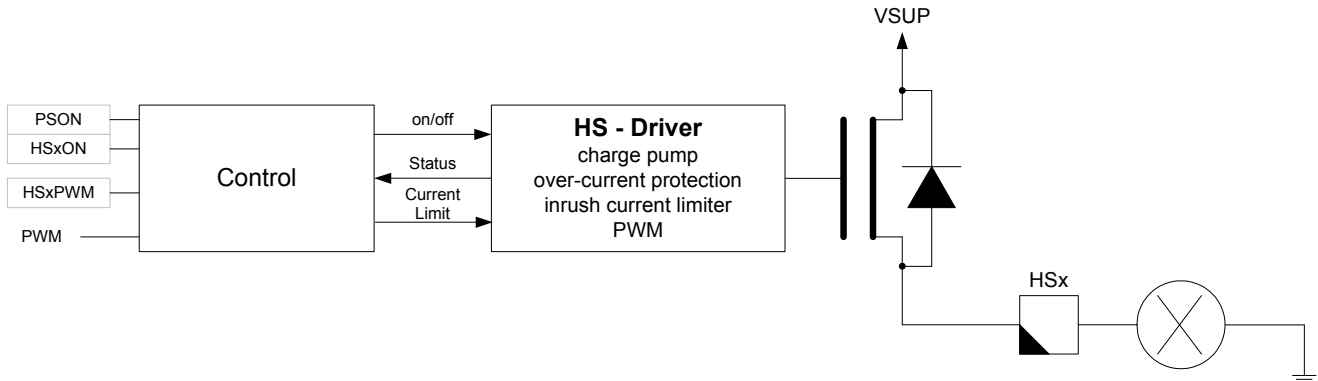 VSUP
PSON
HSxON
HSxPWM
PWM
Control
on/off
Status
Current
Limit
HS - Driver
charge pump
over-current protection
inrush current limiter
PWM
HSx